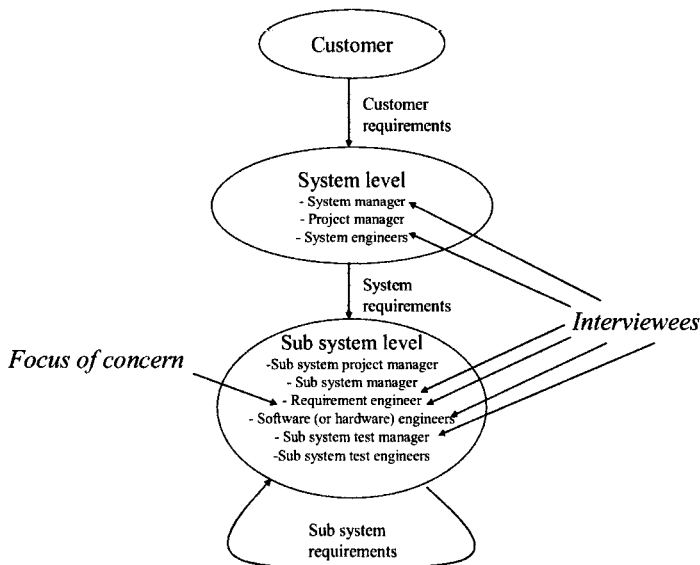 Customer
Customer
requirements
System level
- System manager
- Project manager
- System engineers
System
requirements
Interviewees
Focus of concern
Sub system level
-Sub system project manager
- Sub system manager
- Requirement engineer
- Software (or hardware) engineers
- Sub system test manager
-Sub system test engineers
Sub system
requirements